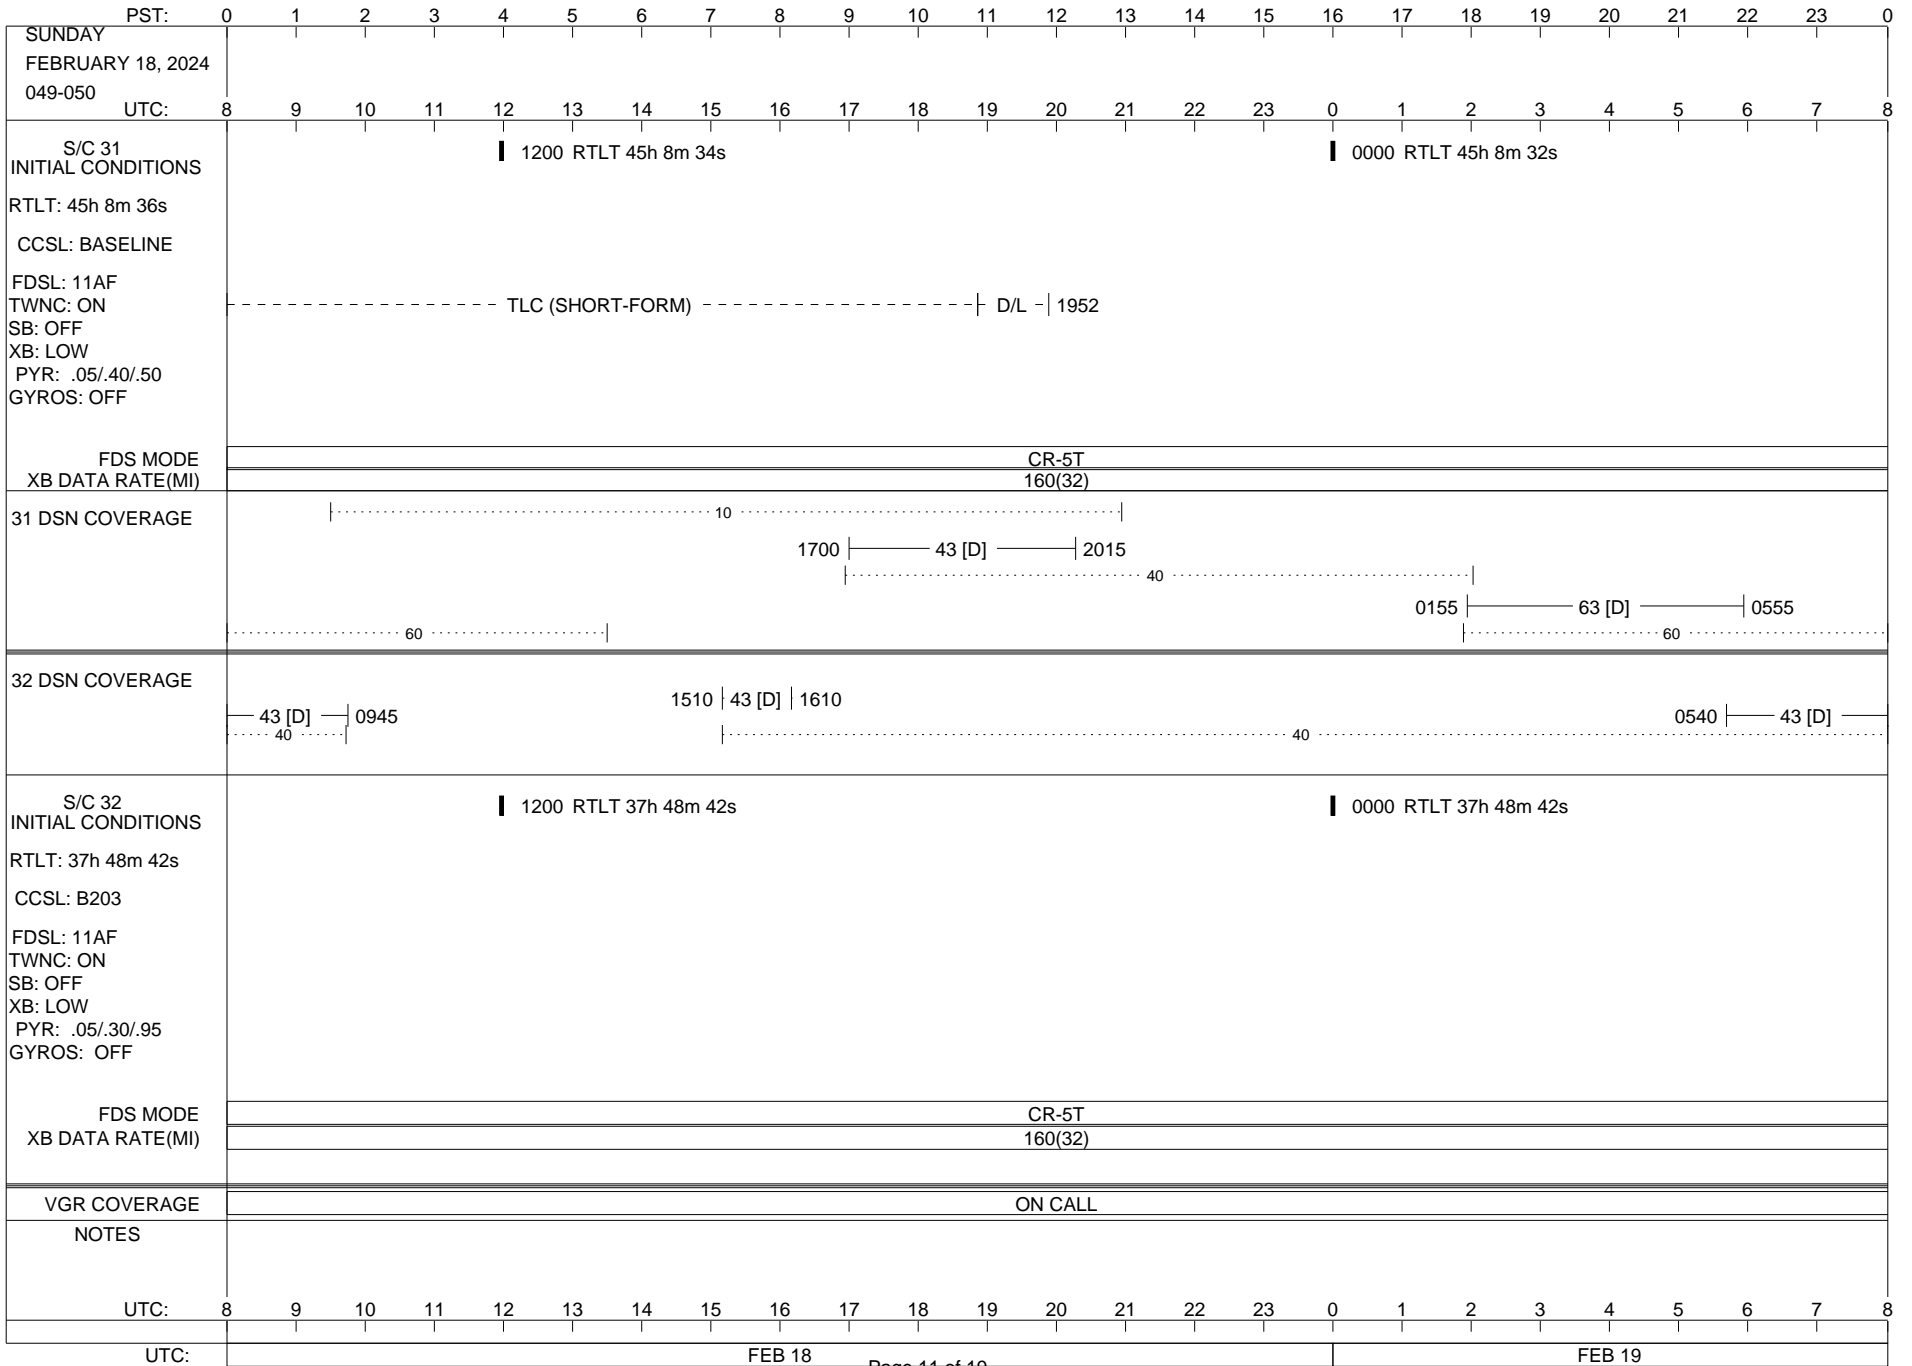 PST: 0 1 2 3 4 5 6 7 8 9 10 11 12 13 14 15 16 17 18 19 20 21 22 23 0
SUNDAY
FEBRUARY 18, 2024
049-050
UTC: 8 9 10 11 12 13 14 15 16 17 18 19 20 21 22 23 0 1 2 3 4 5 6 7 8
S/C 31
INITIAL CONDITIONS
1200 RTLT 45h 8m 34s
0000 RTLT 45h 8m 32s
RTLT: 45h 8m 36s
CCSL: BASELINE
FDSL: 11AF
TWNC: ON
TLC (SHORT-FORM) D/L 1952
SB: OFF
XB: LOW
PYR: .05/.40/.50
GYROS: OFF
FDS MODE CR-5T
XB DATA RATE(MI) 160(32)
31 DSN COVERAGE
10
1700 43 [D] 2015
40
0155 63 [D] 0555
60 60
32 DSN COVERAGE
1510 43 [D] 1610
43 [D] 0945 0540 43 [D]
40 40
S/C 32
INITIAL CONDITIONS
1200 RTLT 37h 48m 42s
0000 RTLT 37h 48m 42s
RTLT: 37h 48m 42s
CCSL: B203
FDSL: 11AF
TWNC: ON
SB: OFF
XB: LOW
PYR: .05/.30/.95
GYROS: OFF
FDS MODE CR-5T
XB DATA RATE(MI) 160(32)
VGR COVERAGE ON CALL
NOTES
UTC: 8 9 10 11 12 13 14 15 16 17 18 19 20 21 22 23 0 1 2 3 4 5 6 7 8
UTC: FEB 18 FEB 19
Page 11 of